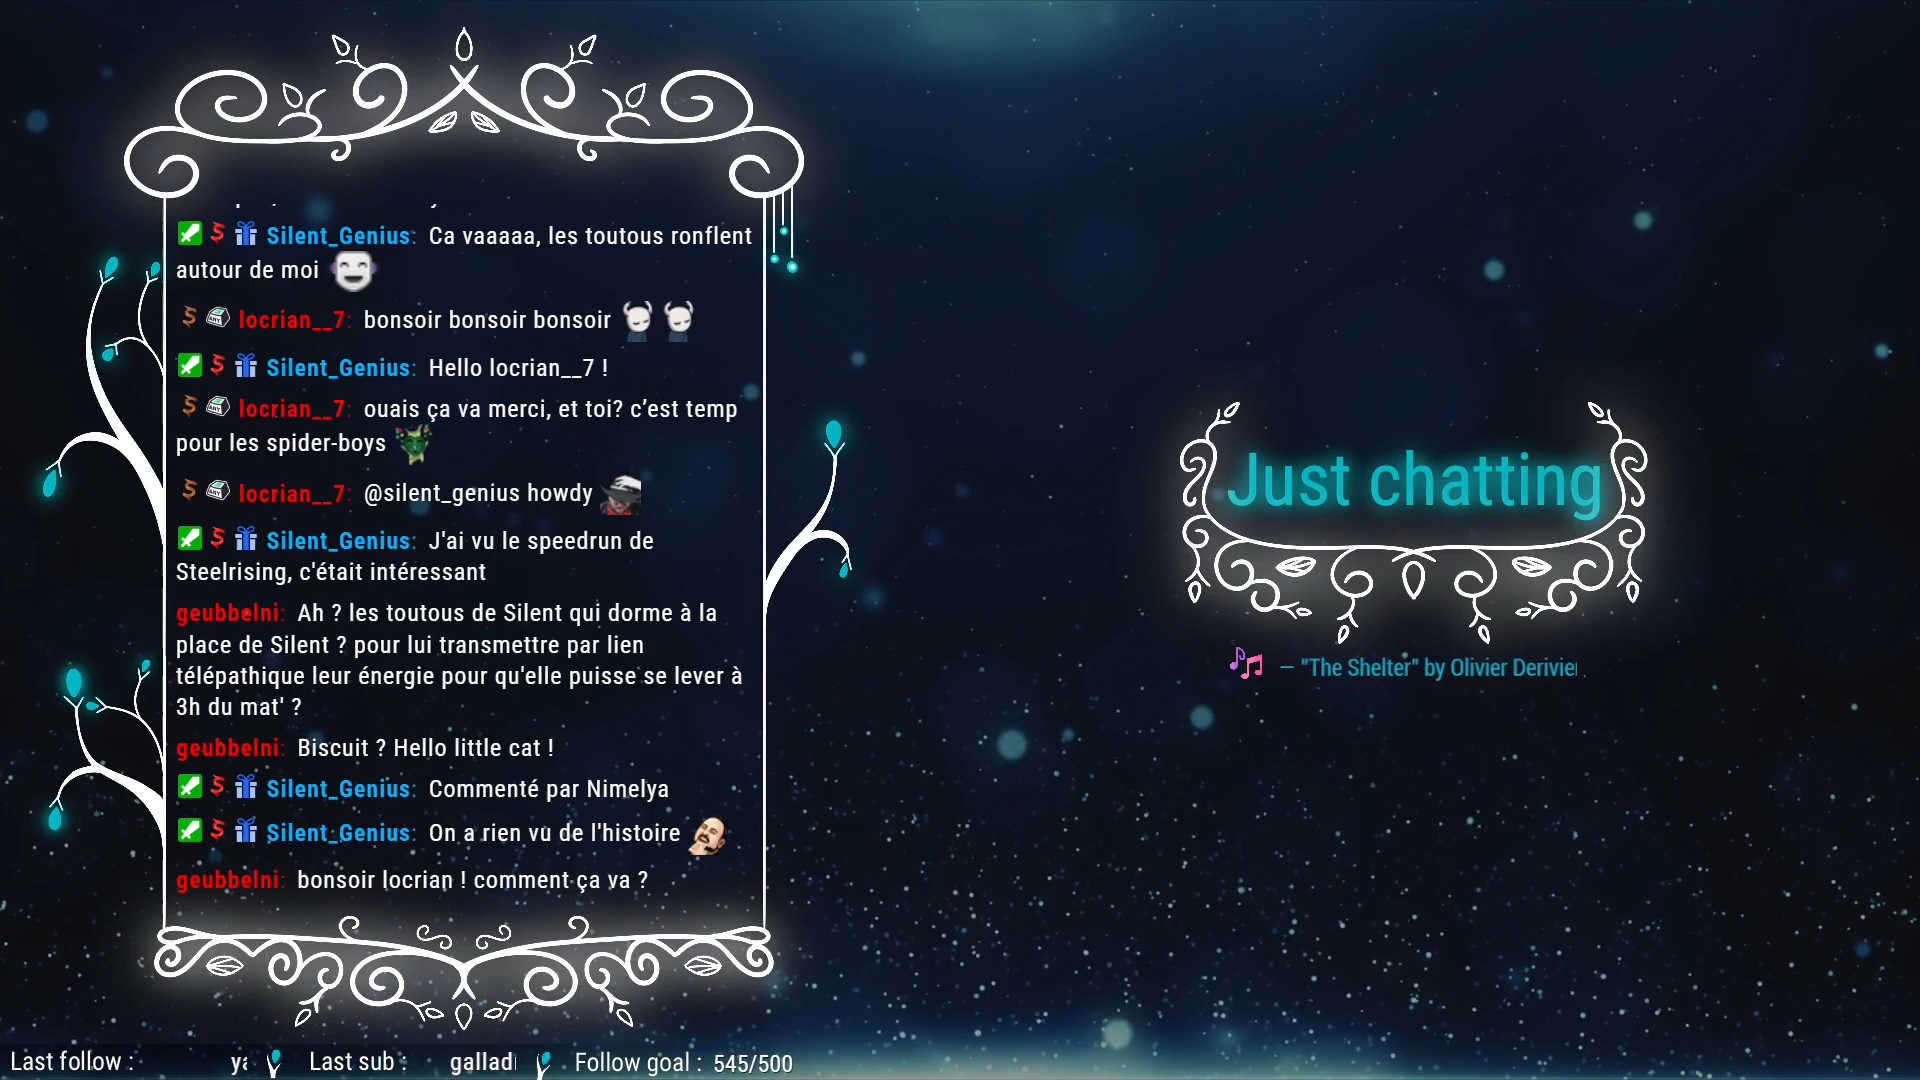 Silent_Genius: Ca vaaaaa, les toutous ronflent
autour de moi
locrian__7: bonsoir bonsoir bonsoir
Silent_Genius: Hello locrian__7 !
locrian__7: ouais ça va merci, et toi? c’est temp
pour les spider-boys
locrian__7: @silent_genius howdy
Silent_Genius: J'ai vu le speedrun de
Steelrising, c'était intéressant
geubbelni: Ah ? les toutous de Silent qui dorme à la
place de Silent ? pour lui transmettre par lien
télépathique leur énergie pour qu'elle puisse se lever à
3h du mat' ?
geubbelni: Biscuit ? Hello little cat !
Silent_Genius: Commenté par Nimelya
Silent_Genius: On a rien vu de l'histoire
geubbelni: bonsoir locrian ! comment ça va ?
Just chatting
– "The Shelter" by Olivier Derivie
Last follow : ya
Last sub : gallad
Follow goal : 545/500